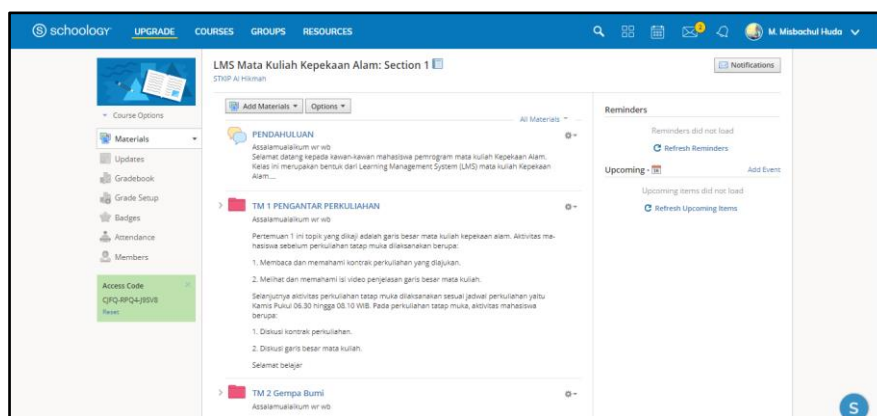 schoology
UPGRADE
COURSES
GROUPS
RESOURCES
M. Misbachul Huda
LMS Mata Kuliah Kepekaan Alam: Section 1
STKIP Al Hikmah
Notifications
Course Options
Materials
Updates
Gradebook
Grade Setup
Badges
Attendance
Members
Access Code
Reset
Add Materials
Options
All Materials
PENDAHULUAN
Assalamualaikum wr wb
Selamat datang kepada kawan-kawan mahasiswa pemrogram mata kuliah Kepekaan Alam.
Kelas ini merupakan bentuk dari Learning Management System (LMS) mata kuliah Kepekaan
Alam....
TM 1 PENGANTAR PERKULIAHAN
Assalamualaikum wr wb
Pertemuan 1 ini topik yang dikaji adalah garis besar mata kuliah kepekaan alam. Aktivitas ma-
hasiswa sebelum perkuliahan tatap muka dilaksanakan berupa:
1. Membaca dan memahami kontrak perkuliahan yang diajukan.
2. Melihat dan memahami isi video penjelasan garis besar mata kuliah.
Selanjutnya aktivitas perkuliahan tatap muka dilaksanakan sesuai jadwal perkuliahan yaitu
Kamis Pukul 06.30 hingga 08.10 WIB. Pada perkuliahan tatap muka, aktivitas mahasiswa
berupa:
1. Diskusi kontrak perkuliahan.
2. Diskusi garis besar mata kuliah.
Selamat belajar
TM 2 Gempa Bumi
Assalamualaikum wr wb
Reminders
Reminders did not load
Refresh Reminders
Upcoming
Add Event
Upcoming items did not load
Refresh Upcoming Items
S